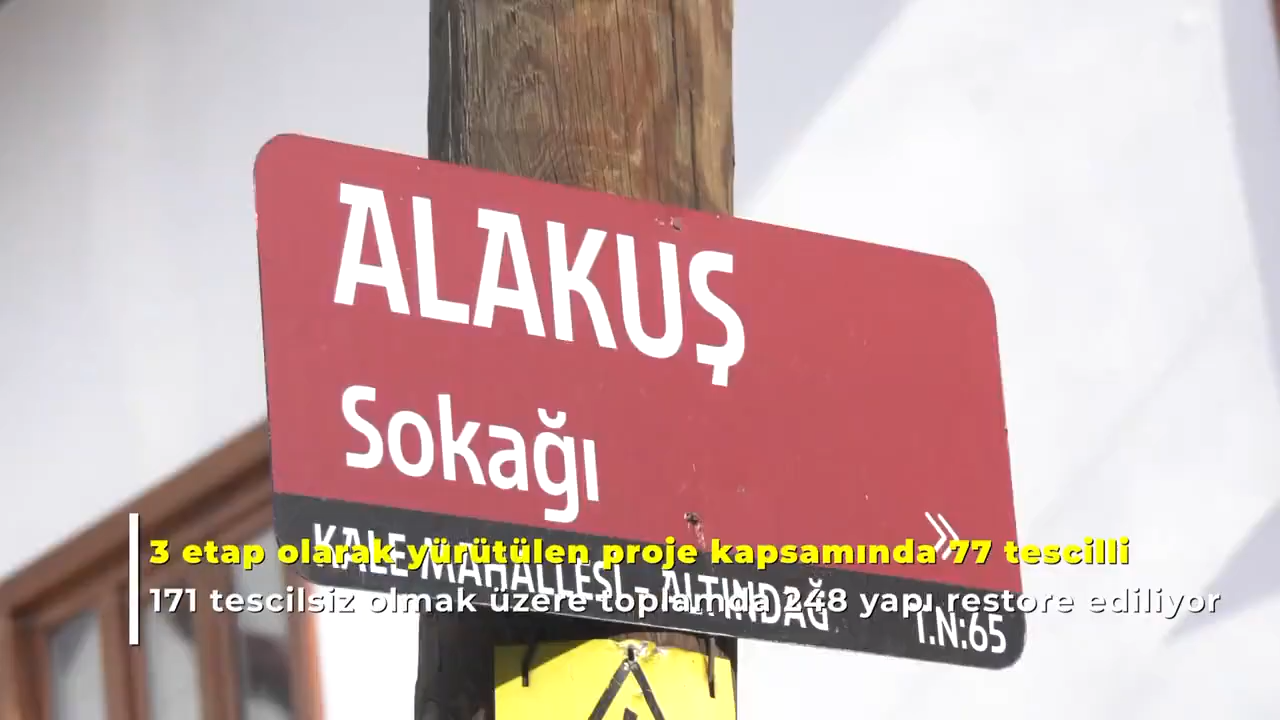 ALAKUŞ
Sokağı
»
KALE MAHALLESİ - ALTINDAĞ T.N:65
3 etap olarak yürütülen proje kapsamında 77 tescilli
171 tescilsiz olmak üzere toplamda 248 yapı restore ediliyor